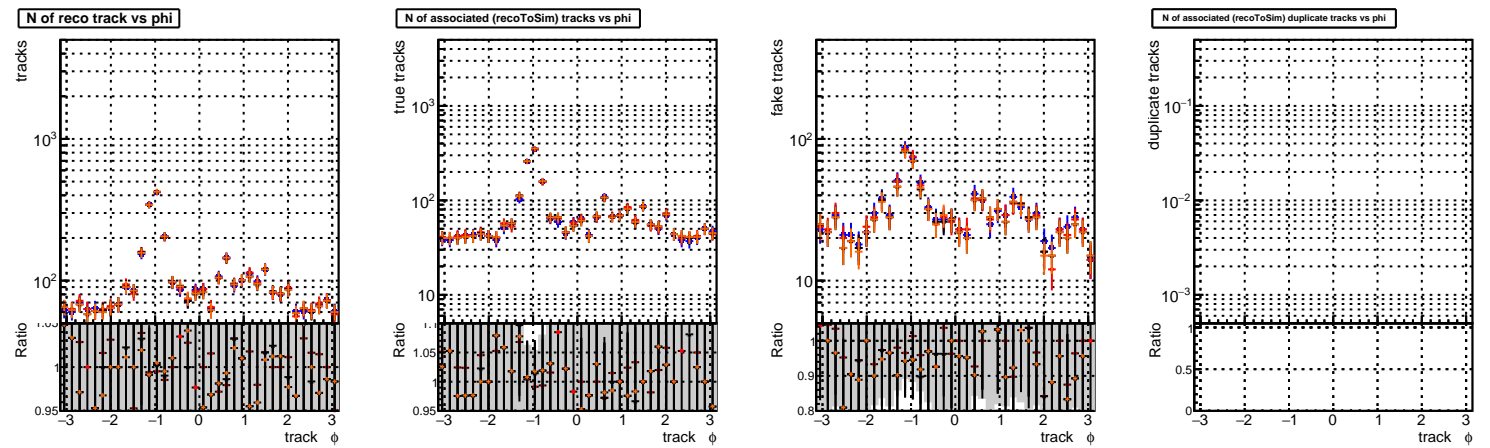 N of reco track vs phi
tracks
10³
10²
1.05
Ratio
1
0.95
−3 −2 −1 0 1 2 3
track φ
N of associated (recoToSim) tracks vs phi
true tracks
10³
10²
10
1.1
Ratio
1.05
1
0.95
−3 −2 −1 0 1 2 3
track φ
fake tracks
10²
10
Ratio
1
0.9
0.8
−3 −2 −1 0 1 2 3
track φ
N of associated (recoToSim) duplicate tracks vs phi
duplicate tracks
10⁻¹
10⁻²
10⁻³
Ratio
1
0.5
0
−3 −2 −1 0 1 2 3
track φ